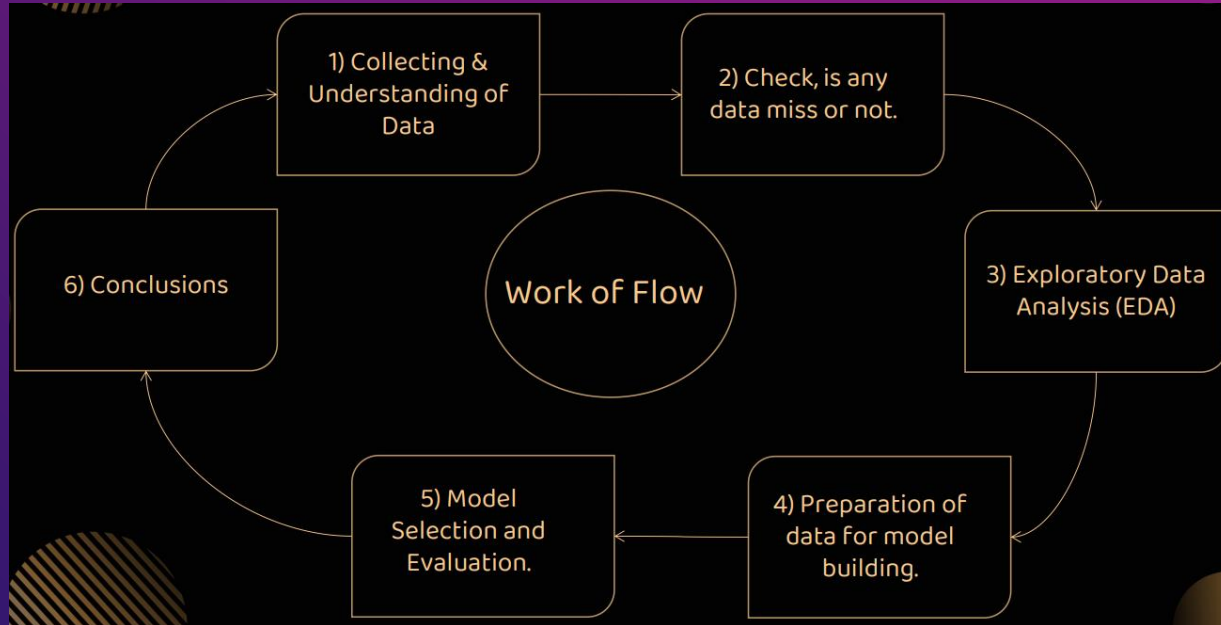 1) Collecting &
Understanding of
Data
2) Check, is any
data miss or not.
3) Exploratory Data
Analysis (EDA)
Work of Flow
6) Conclusions
5) Model
Selection and
Evaluation.
4) Preparation of
data for model
building.